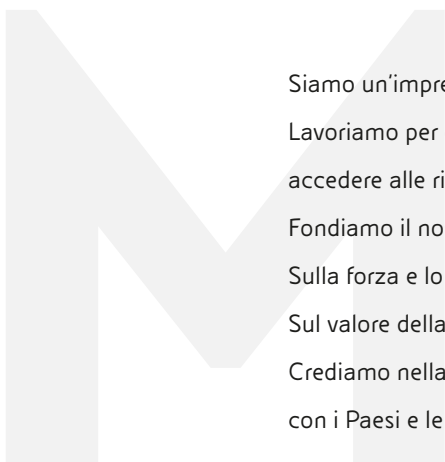 M
Siamo un'impre
Lavoriamo per
accedere alle ri
Fondiamo il no
Sulla forza e lo
Sul valore della
Crediamo nella
con i Paesi e le